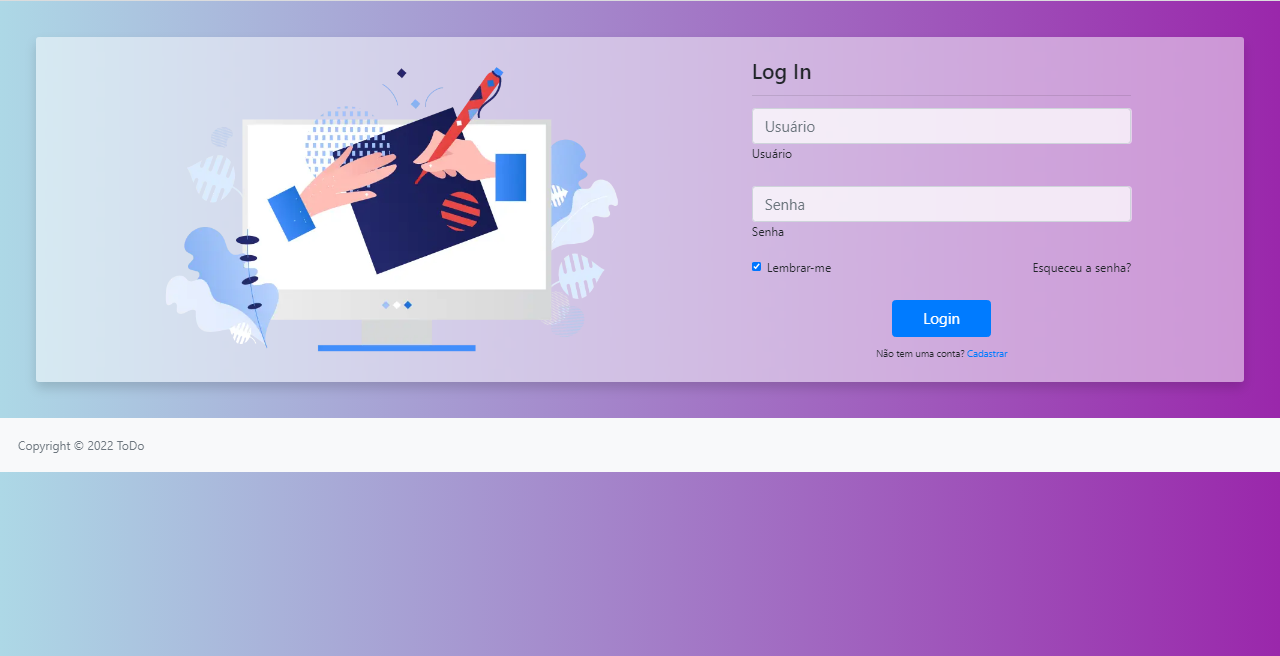 Log In
Usuário
Usuário
Senha
Senha
Lembrar-me
Esqueceu a senha?
Login
Não tem uma conta? Cadastrar
Copyright © 2022 ToDo